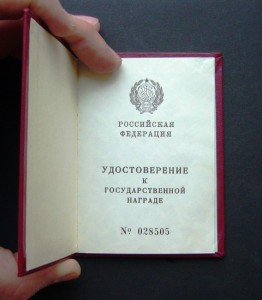 РОССИЙСКАЯ
ФЕДЕРАЦИЯ
УДОСТОВЕРЕНИЕ
К
ГОСУДАРСТВЕННОЙ
НАГРАДЕ
№ 028505